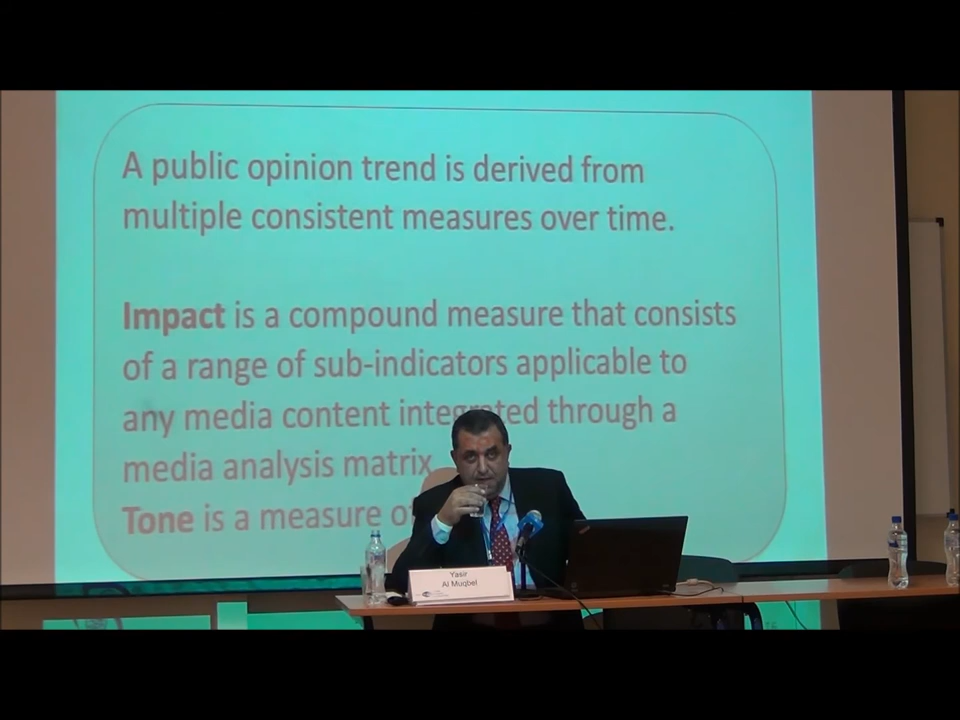 A public opinion trend is derived from
multiple consistent measures over time.
Impact is a compound measure that consists
of a range of sub-indicators applicable to
any media content integrated through a
media analysis matrix
Tone is a measure
Yasir
Al Muqbel